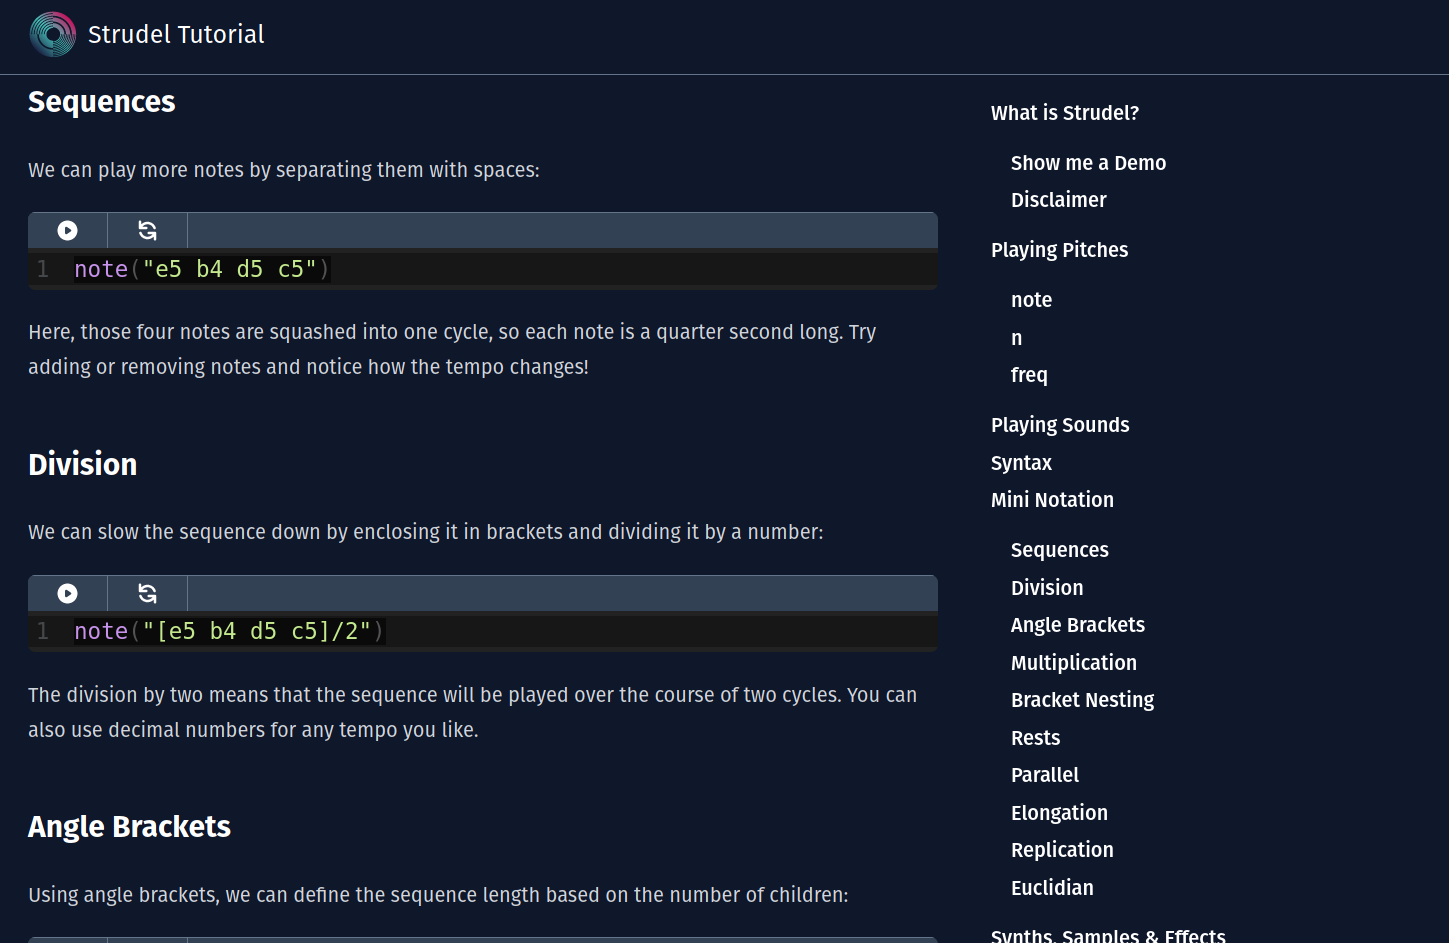 Strudel Tutorial
Sequences
We can play more notes by separating them with spaces:
1 note("e5 b4 d5 c5")
Here, those four notes are squashed into one cycle, so each note is a quarter second long. Try
adding or removing notes and notice how the tempo changes!
Division
We can slow the sequence down by enclosing it in brackets and dividing it by a number:
1 note("[e5 b4 d5 c5]/2")
The division by two means that the sequence will be played over the course of two cycles. You can
also use decimal numbers for any tempo you like.
Angle Brackets
Using angle brackets, we can define the sequence length based on the number of children:
What is Strudel?
Show me a Demo
Disclaimer
Playing Pitches
note
n
freq
Playing Sounds
Syntax
Mini Notation
Sequences
Division
Angle Brackets
Multiplication
Bracket Nesting
Rests
Parallel
Elongation
Replication
Euclidian
Synths, Samples & Effects